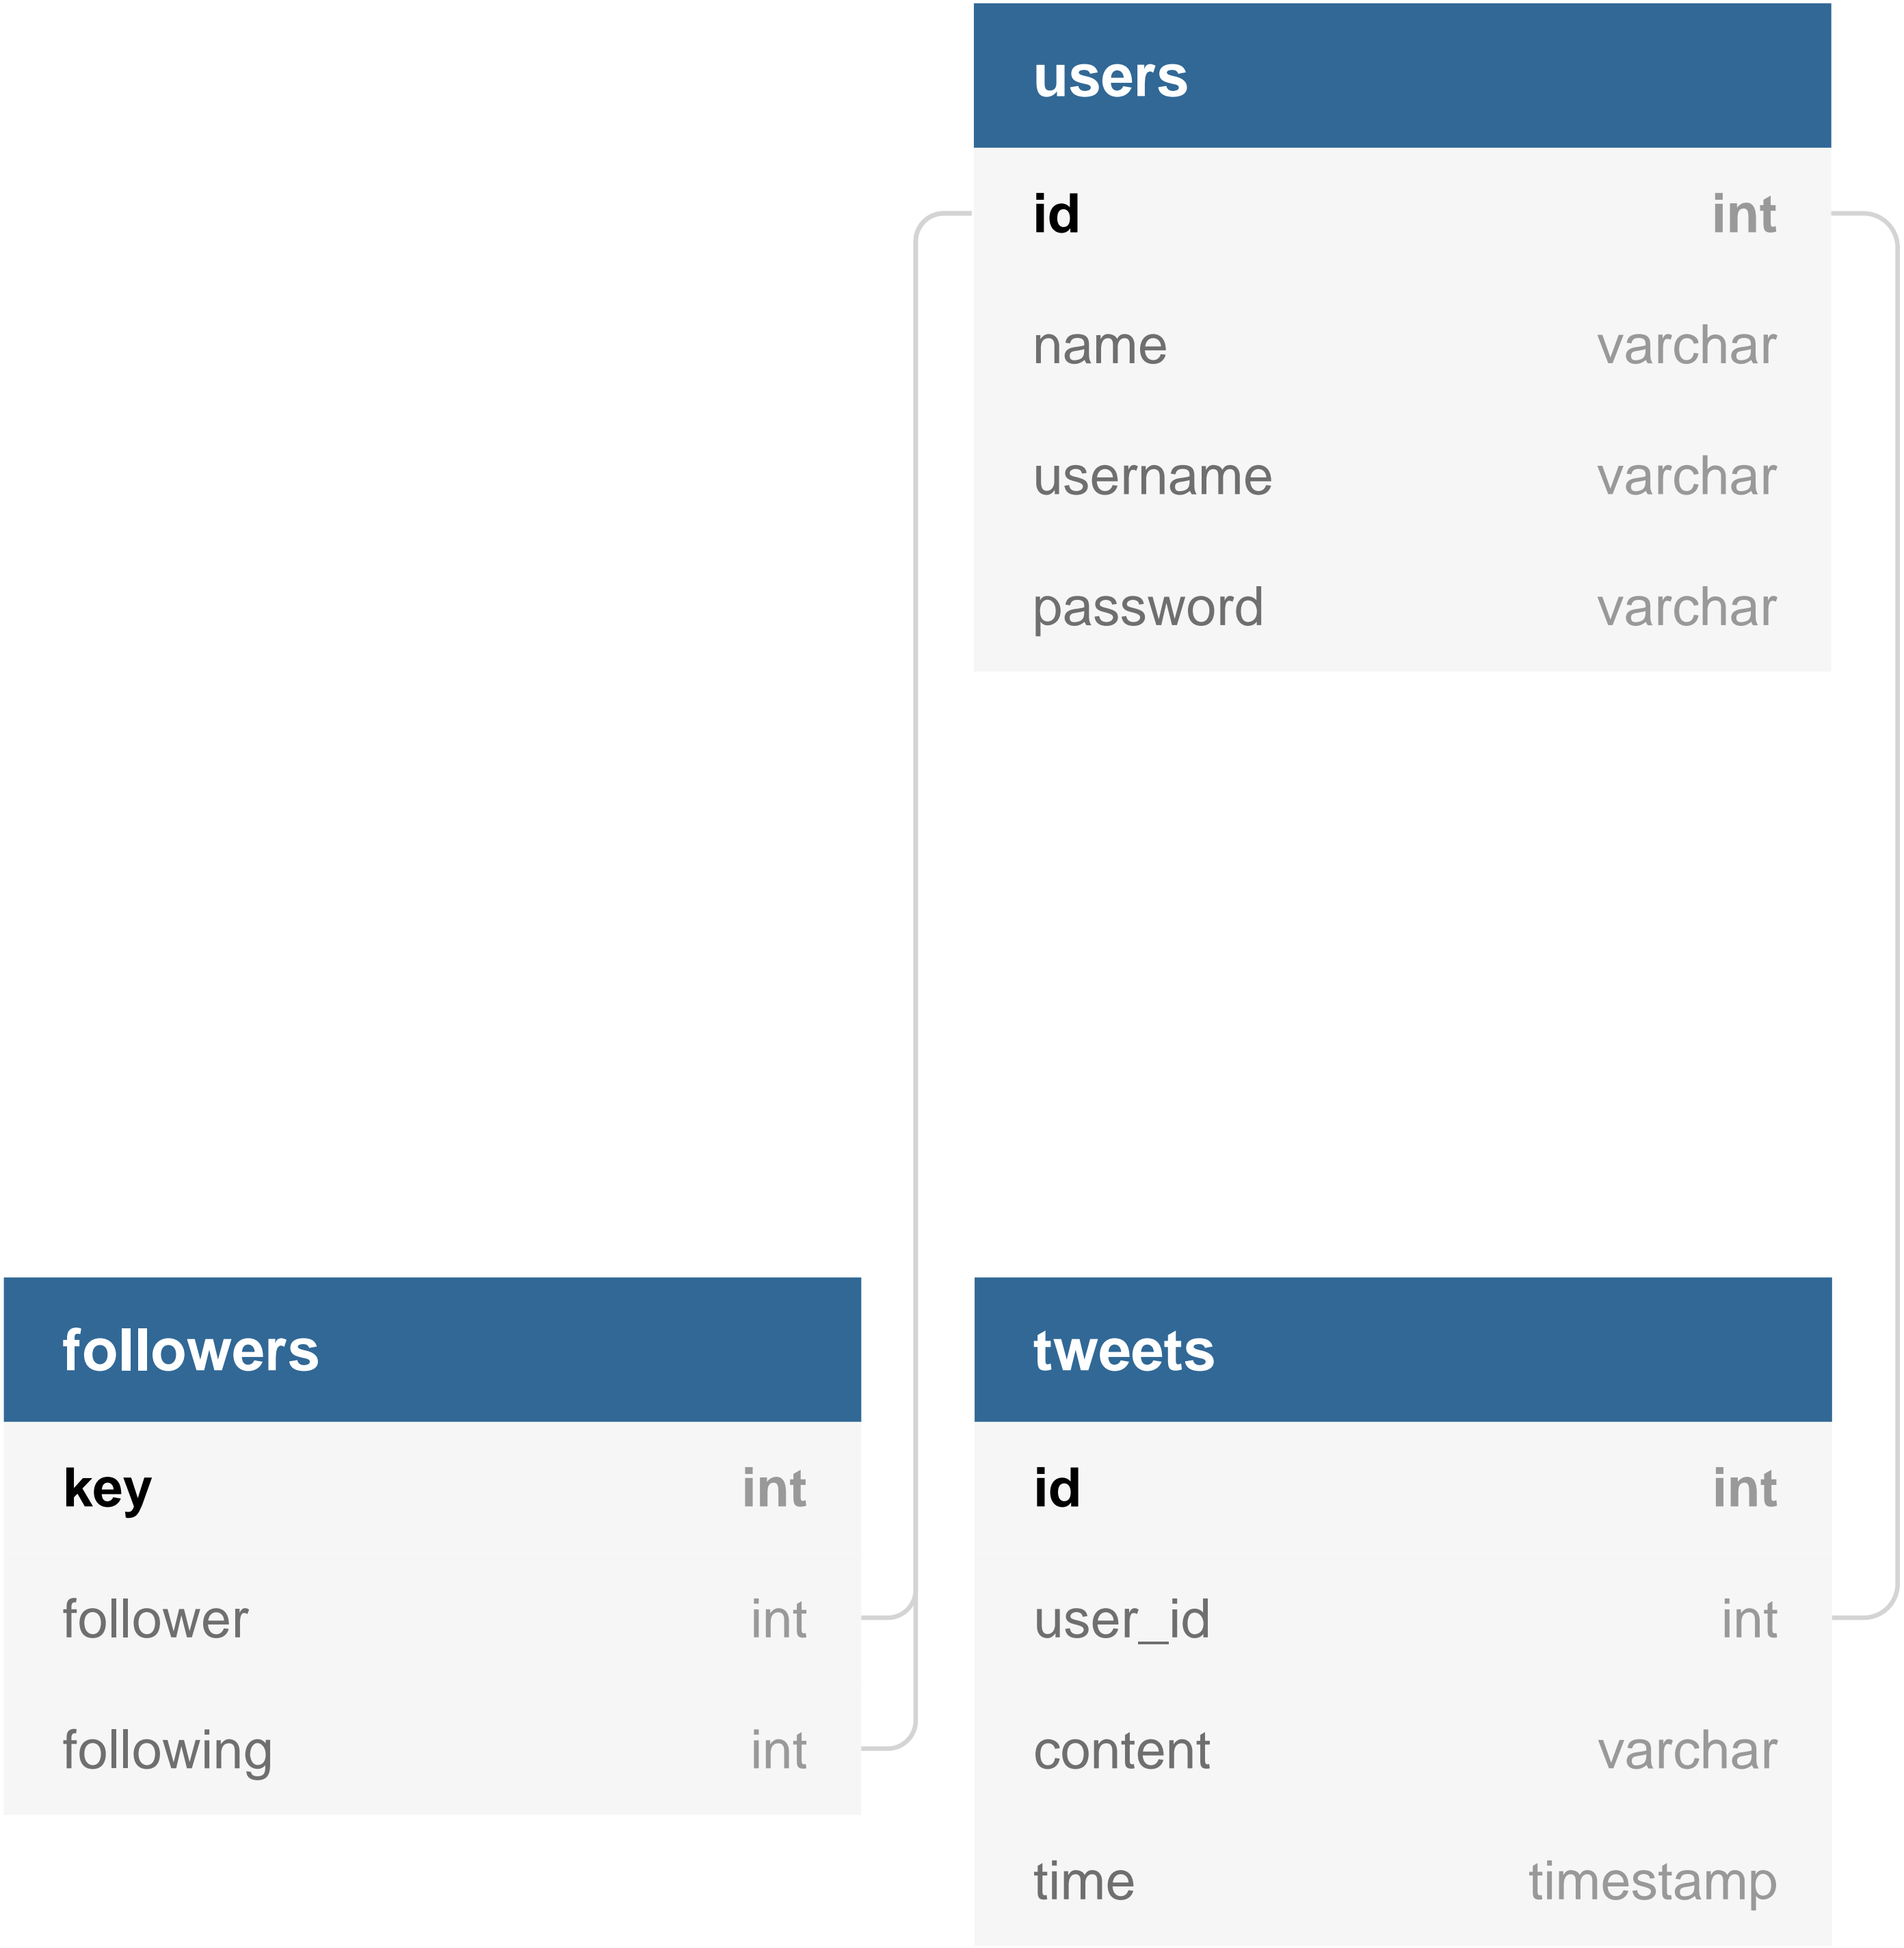 users
id int
name varchar
username varchar
password varchar
followers
key int
follower int
following int
tweets
id int
user_id int
content varchar
time timestamp